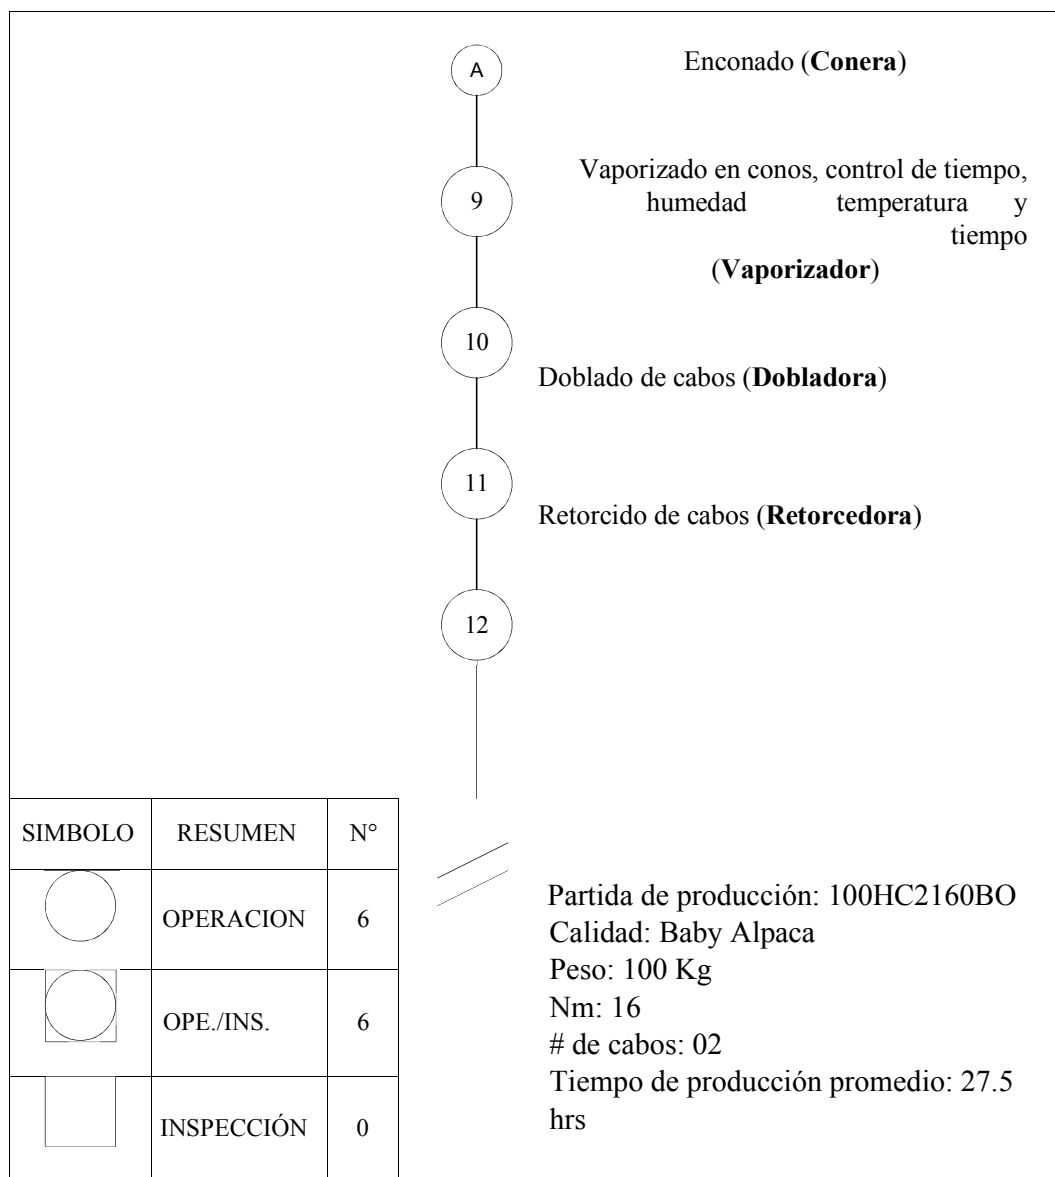 A
Enconado (Conera)
9
Vaporizado en conos, control de tiempo,
humedad temperatura y
tiempo
(Vaporizador)
10
Doblado de cabos (Dobladora)
11
Retorcido de cabos (Retorcedora)
12
SIMBOLO RESUMEN N°
OPERACION 6
OPE./INS. 6
INSPECCIÓN 0
Partida de producción: 100HC2160BO
Calidad: Baby Alpaca
Peso: 100 Kg
Nm: 16
# de cabos: 02
Tiempo de producción promedio: 27.5
hrs